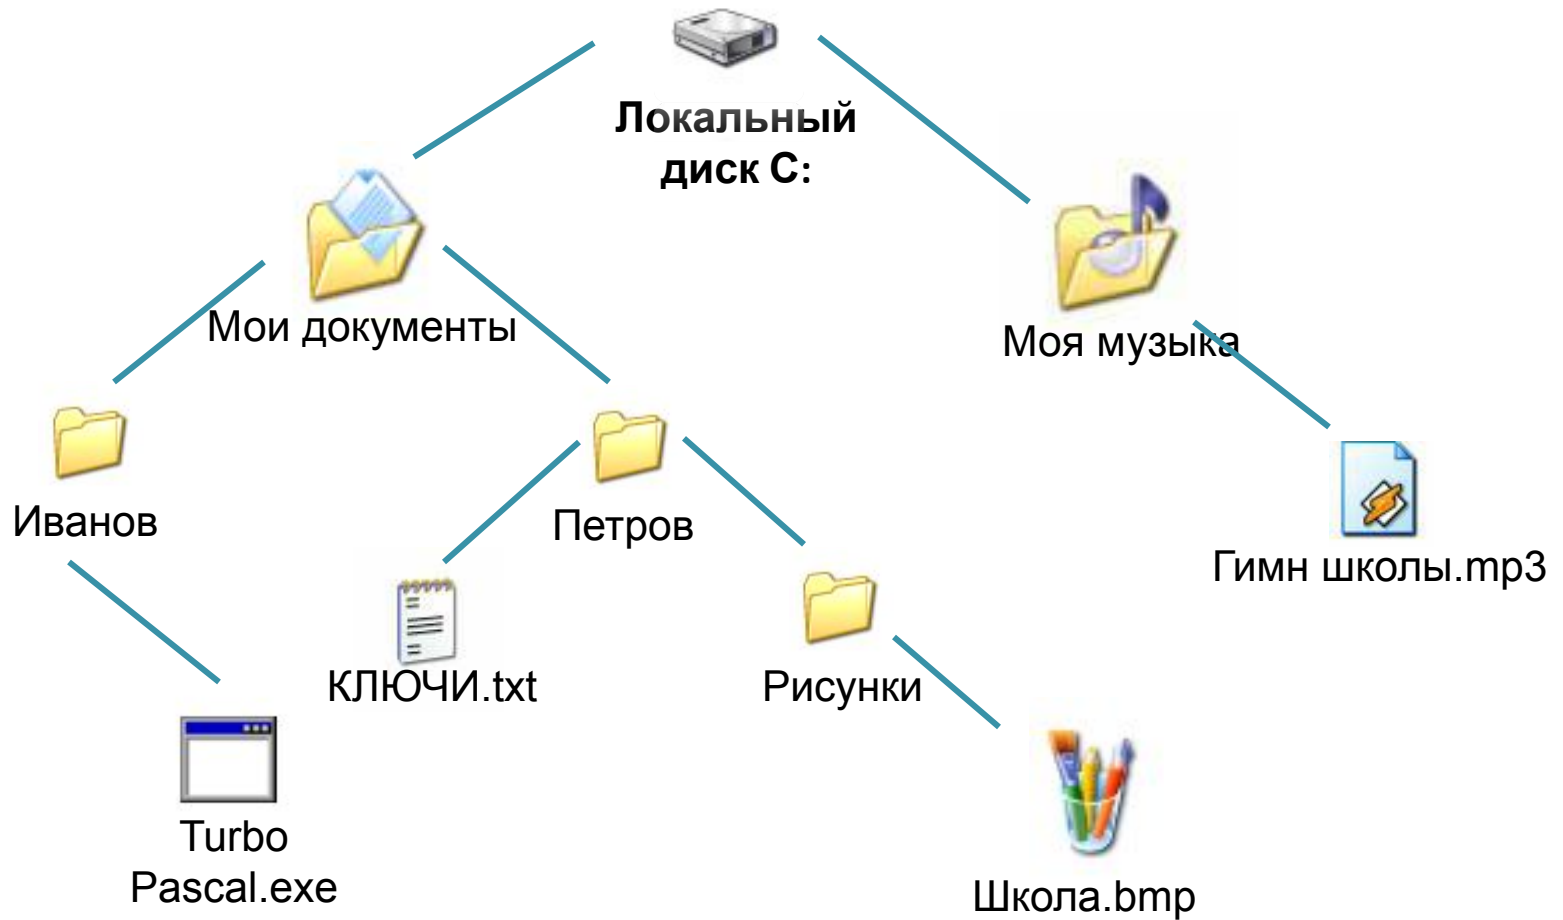 Локальный
диск C:
Мои документы
Моя музыка
Иванов
Петров
Гимн школы.mp3
КЛЮЧИ.txt
Рисунки
Turbo
Pascal.exe
Школа.bmp